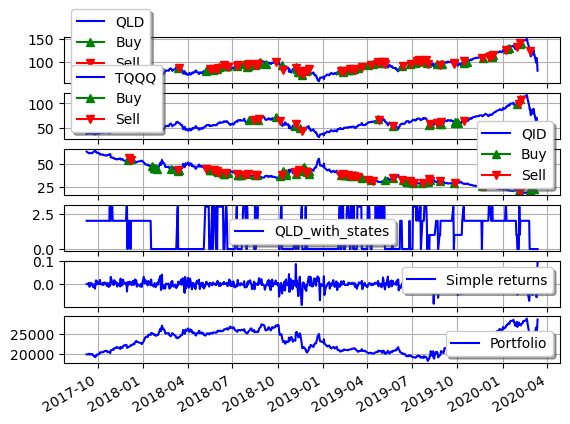 QLD
Buy
Sell
150
100
TQQQ
Buy
Sell
100
50
QID
Buy
Sell
50
25
QLD_with_states
2.5
0.0
Simple returns
0.1
0.0
Portfolio
25000
20000
2017-10
2018-01
2018-04
2018-07
2018-10
2019-01
2019-04
2019-07
2019-10
2020-01
2020-04